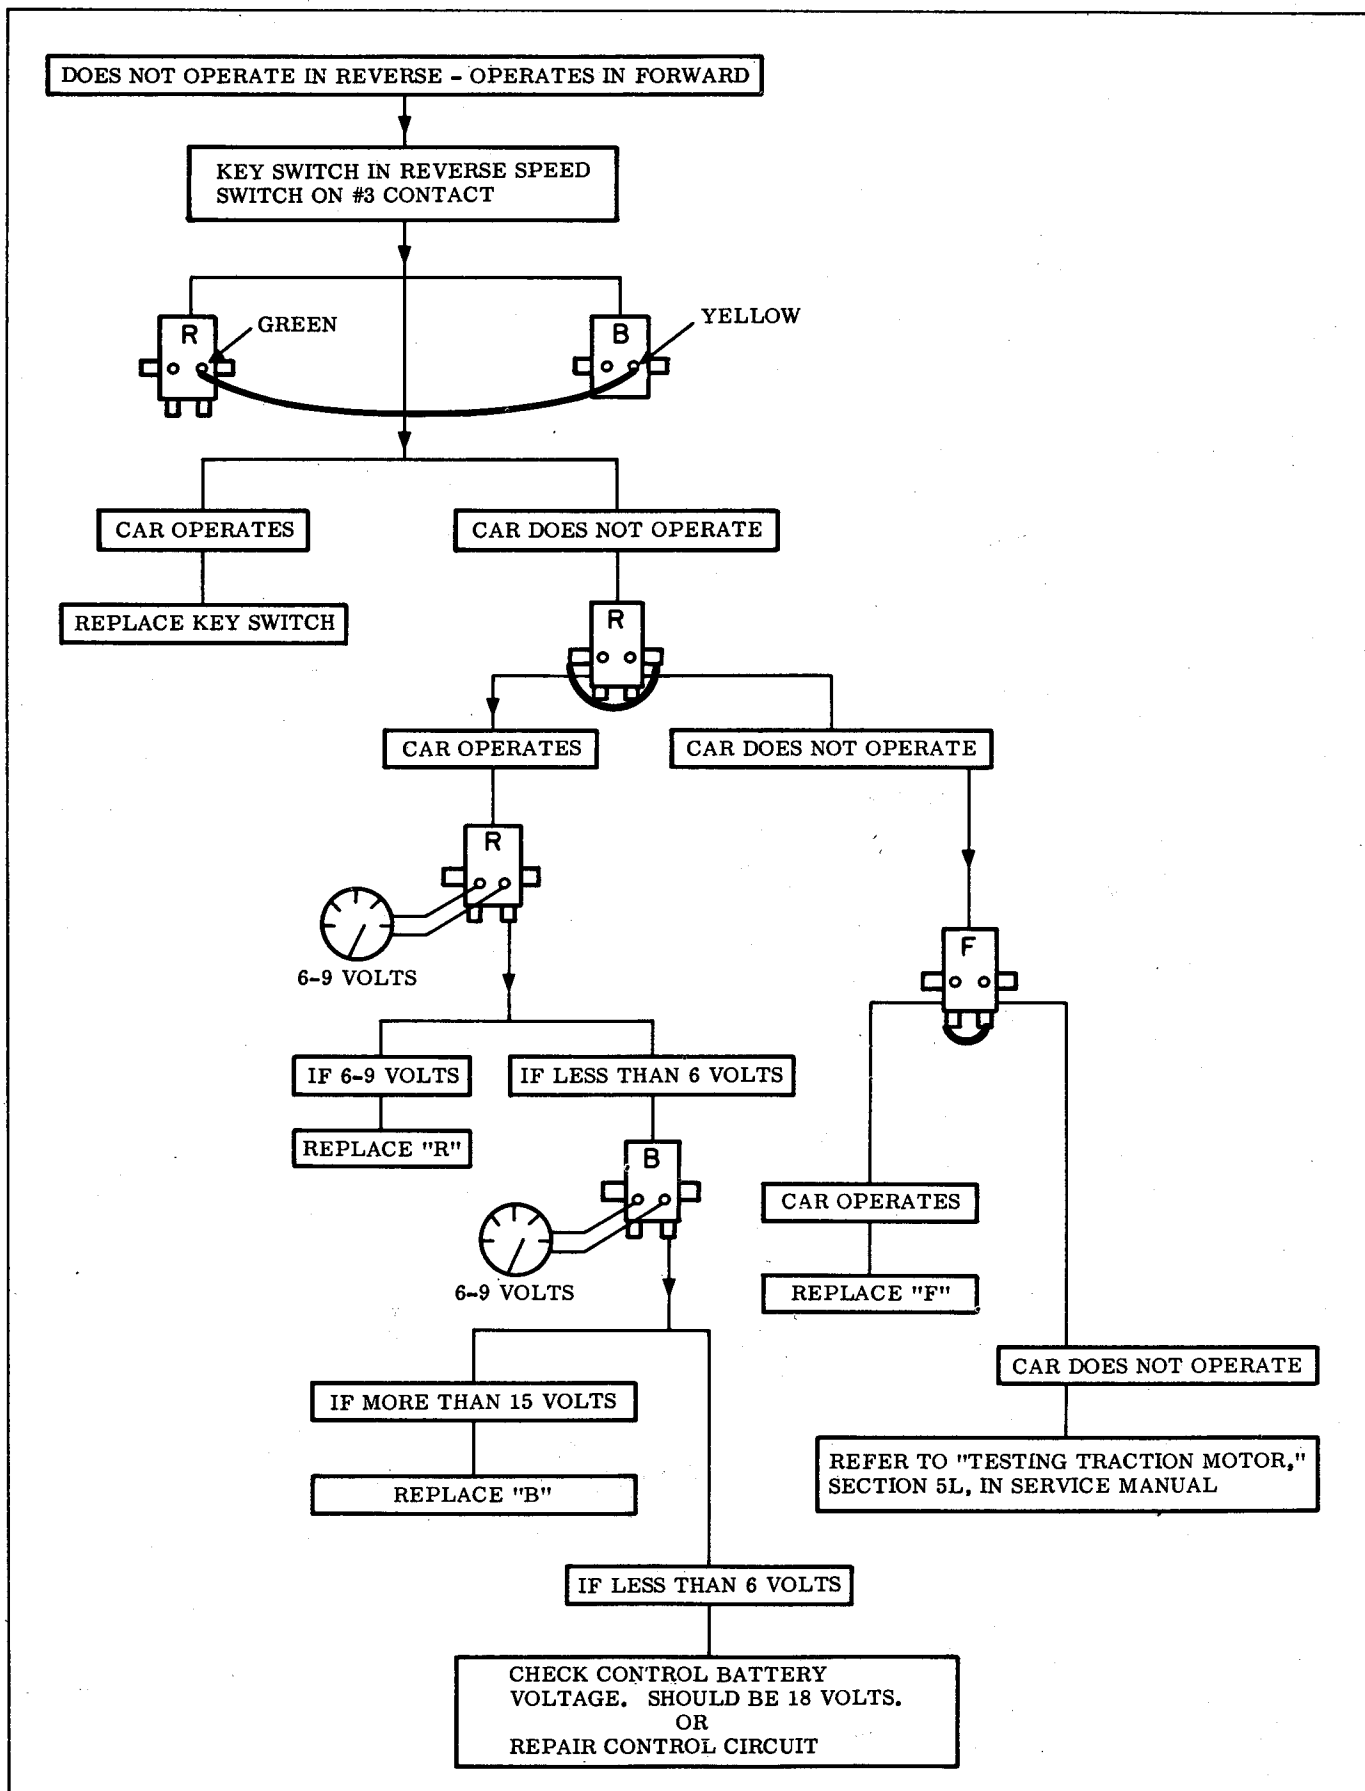 DOES NOT OPERATE IN REVERSE - OPERATES IN FORWARD
KEY SWITCH IN REVERSE SPEED
SWITCH ON #3 CONTACT
R
GREEN
B
YELLOW
CAR OPERATES
CAR DOES NOT OPERATE
REPLACE KEY SWITCH
R
CAR OPERATES
CAR DOES NOT OPERATE
R
6-9 VOLTS
F
IF 6-9 VOLTS
IF LESS THAN 6 VOLTS
REPLACE "R"
B
6-9 VOLTS
CAR OPERATES
REPLACE "F"
CAR DOES NOT OPERATE
IF MORE THAN 15 VOLTS
REPLACE "B"
REFER TO "TESTING TRACTION MOTOR,"
SECTION 5L, IN SERVICE MANUAL
IF LESS THAN 6 VOLTS
CHECK CONTROL BATTERY
VOLTAGE. SHOULD BE 18 VOLTS.
OR
REPAIR CONTROL CIRCUIT